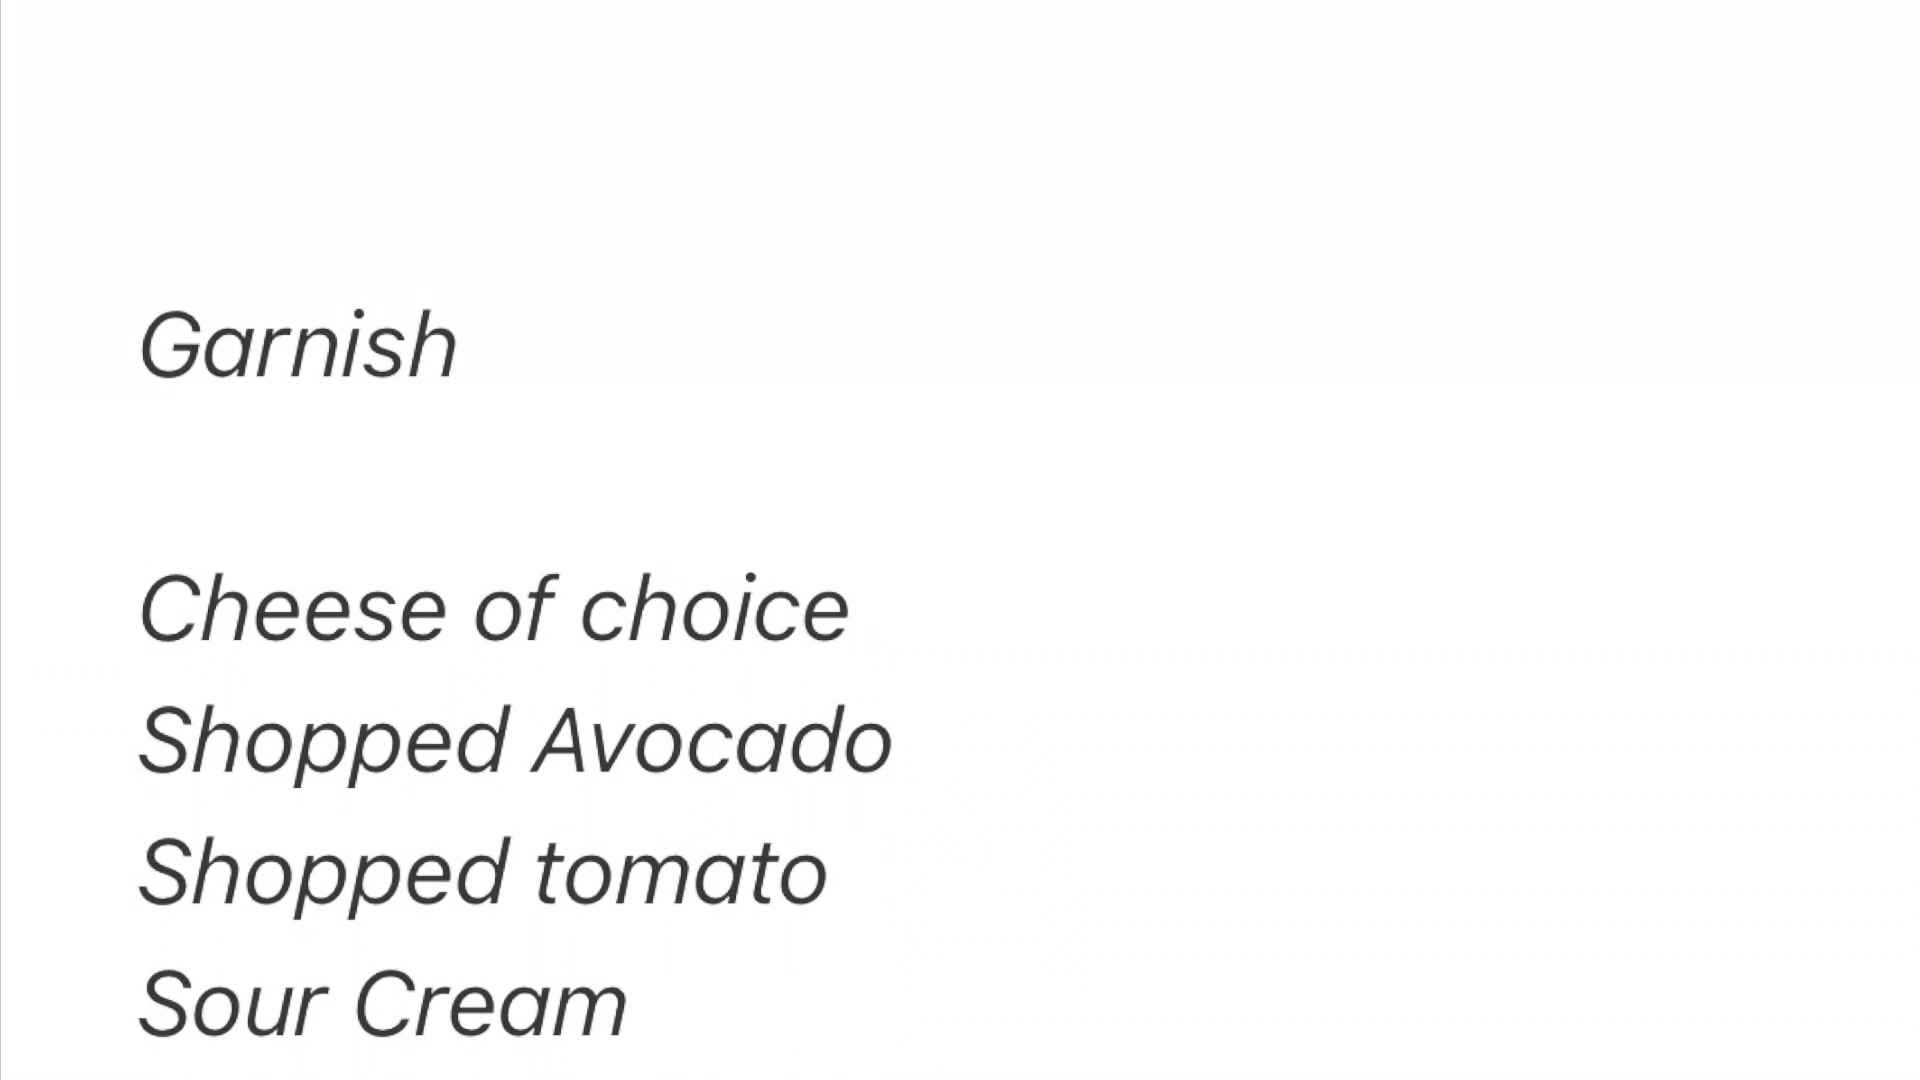 Garnish
Cheese of choice
Shopped Avocado
Shopped tomato
Sour Cream